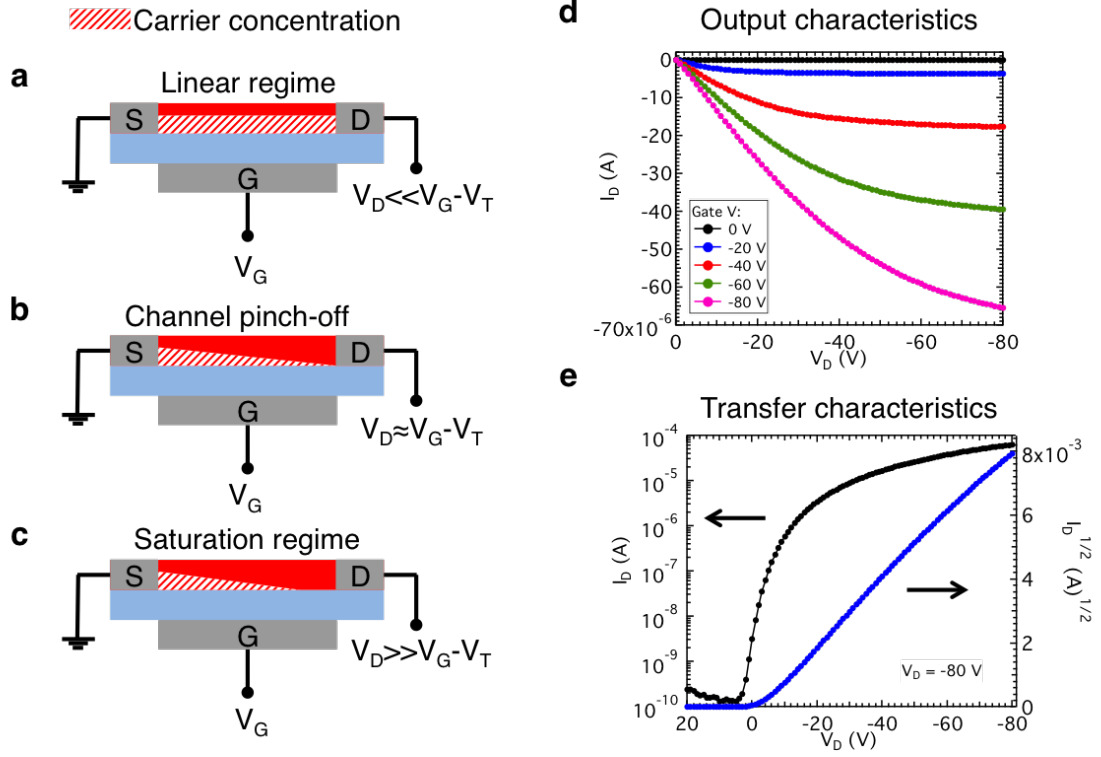 Carrier concentration
a
Linear regime
S
D
G
V_D<<V_G-V_T
V_G
b
Channel pinch-off
S
D
G
V_D≈V_G-V_T
V_G
c
Saturation regime
S
D
G
V_D>>V_G-V_T
V_G
d
Output characteristics
0
-10
-20
-30
-40
-50
-60
-70x10^-6
I_D (A)
Gate V:
0 V
-20 V
-40 V
-60 V
-80 V
0
-20
-40
-60
-80
V_D (V)
e
Transfer characteristics
10^-4
10^-5
10^-6
10^-7
10^-8
10^-9
10^-10
I_D (A)
8x10^-3
6
4
2
0
I_D^1/2 (A)^1/2
V_D = -80 V
20
0
-20
-40
-60
-80
V_D (V)